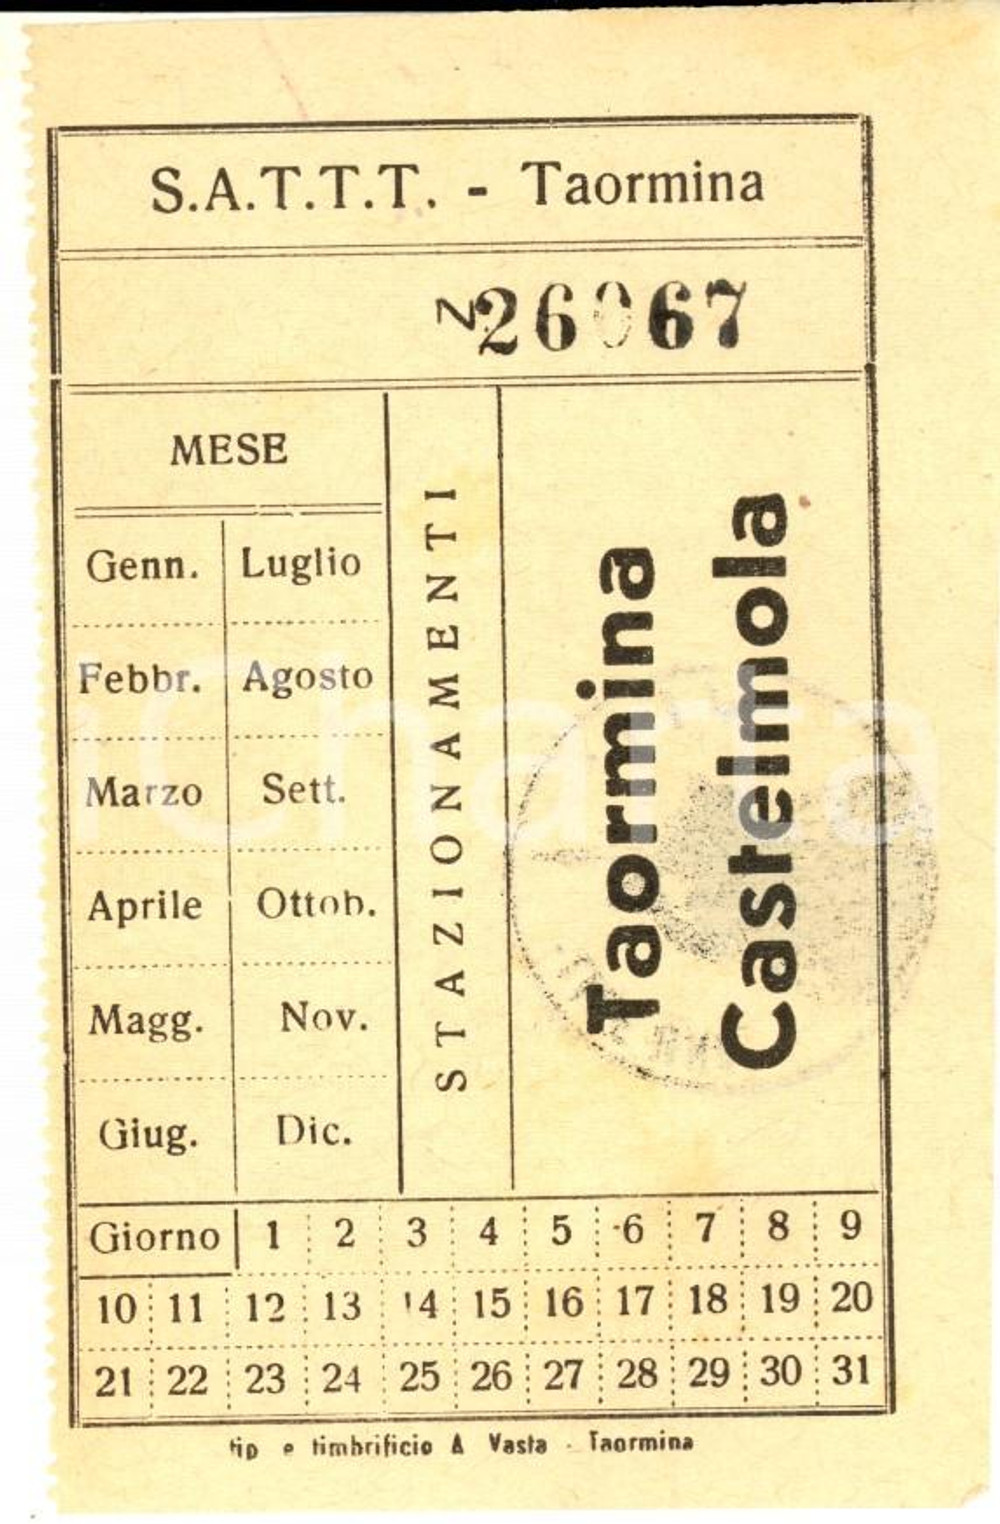 S.A.T.T.T. - Taormina
N 26067
MESE
Genn. Luglio
Febbr. Agosto
Marzo Sett.
Aprile Ottob.
Magg. Nov.
Giug. Dic.
STAZIONAMENTI
Taormina
Castelmola
Giorno 1 2 3 4 5 6 7 8 9
10 11 12 13 14 15 16 17 18 19 20
21 22 23 24 25 26 27 28 29 30 31
tip e timbrificio A Vasta - Taormina